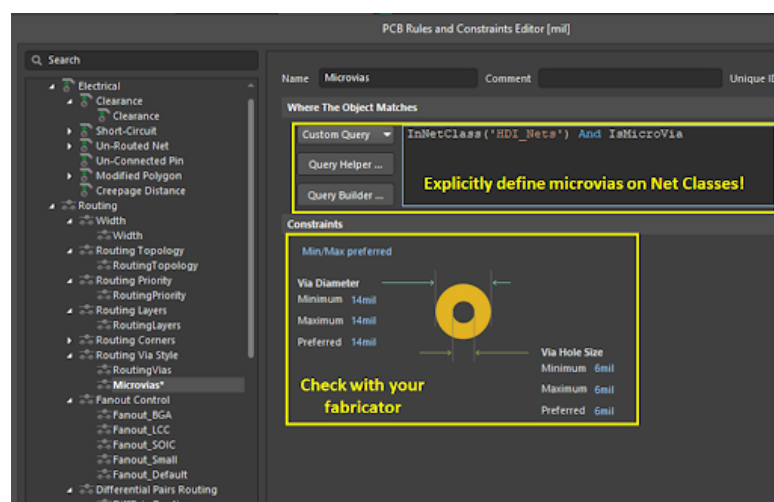 PCB Rules and Constraints Editor [mil]
Search
Electrical
Clearance
Clearance
Short-Circuit
Un-Routed Net
Un-Connected Pin
Modified Polygon
Creepage Distance
Routing
Width
Width
Routing Topology
RoutingTopology
Routing Priority
RoutingPriority
Routing Layers
RoutingLayers
Routing Corners
Routing Via Style
RoutingVias
Microvias*
Fanout Control
Fanout_BGA
Fanout_LCC
Fanout_SOIC
Fanout_Small
Fanout_Default
Differential Pairs Routing
Name Microvias Comment Unique
Where The Object Matches
Custom Query InNetClass('HDI_Nets') And IsMicroVia
Query Helper ...
Query Builder ...
Explicitly define microvias on Net Classes!
Constraints
Min/Max preferred
Via Diameter
Minimum 14mil
Maximum 14mil
Preferred 14mil
Via Hole Size
Minimum 6mil
Maximum 6mil
Preferred 6mil
Check with your
fabricator